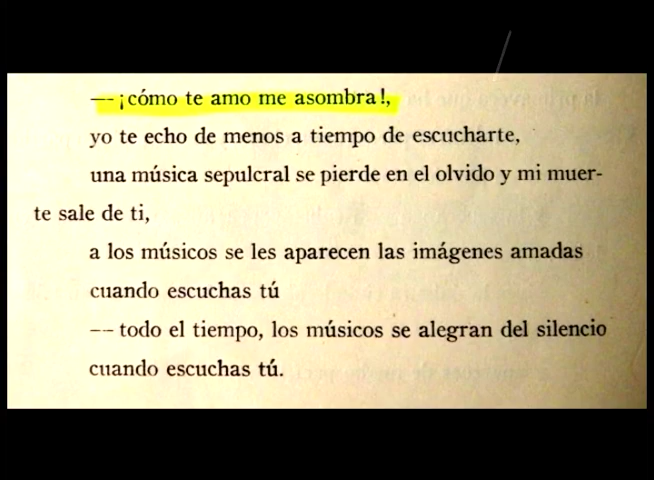 —¡cómo te amo me asombra!,
yo te echo de menos a tiempo de escucharte,
una música sepulcral se pierde en el olvido y mi muer-
te sale de ti,
a los músicos se les aparecen las imágenes amadas
cuando escuchas tú
—todo el tiempo, los músicos se alegran del silencio
cuando escuchas tú.